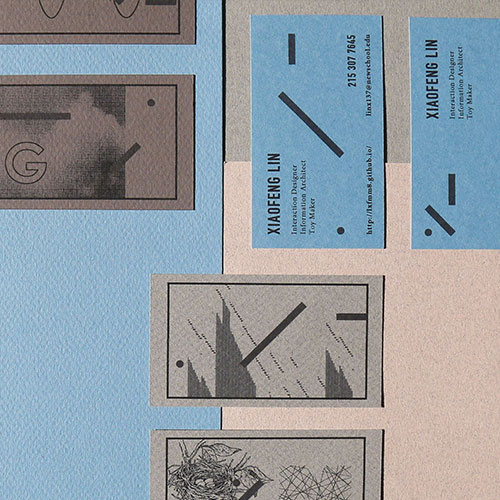 G
XIAOFENG LIN
Interaction Designer
Information Architect
Toy Maker
215 307 7645
linx137@newschool.edu
http://lxfmm8.github.io/
XIAOFENG LIN
Interaction Designer
Information Architect
Toy Maker